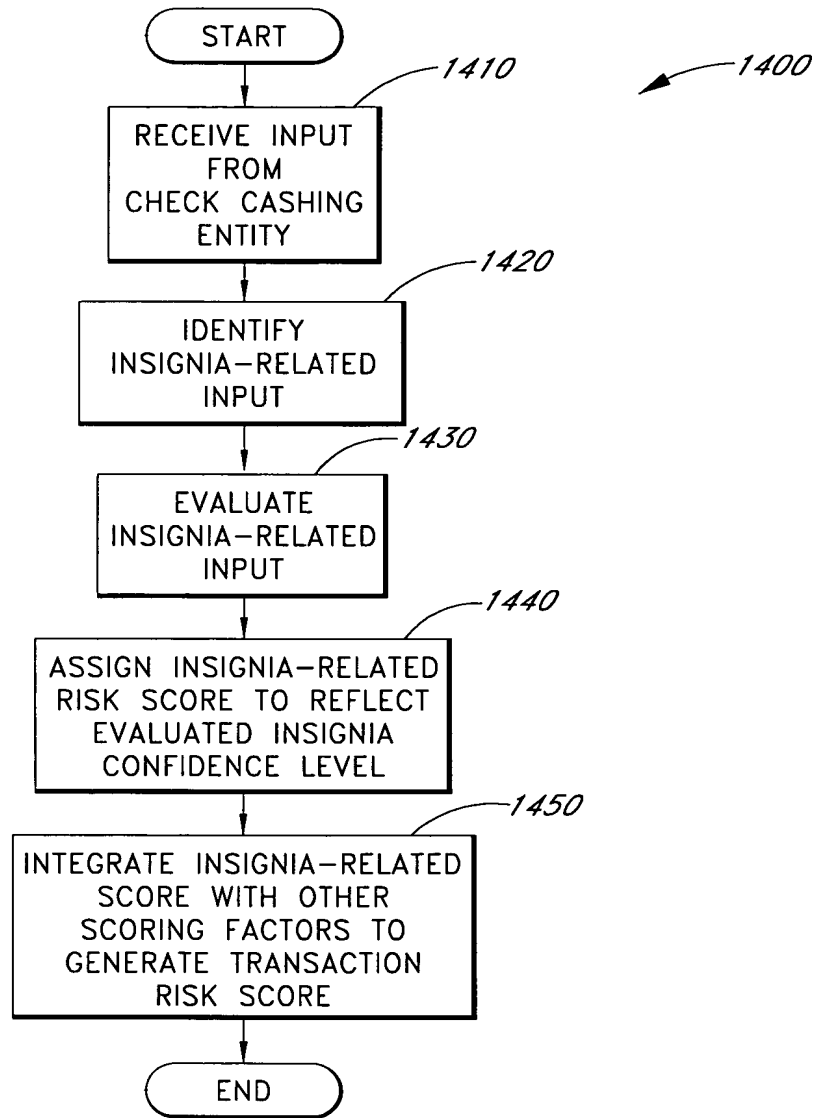 START
1410
1400
RECEIVE INPUT
FROM
CHECK CASHING
ENTITY
1420
IDENTIFY
INSIGNIA-RELATED
INPUT
1430
EVALUATE
INSIGNIA-RELATED
INPUT
1440
ASSIGN INSIGNIA-RELATED
RISK SCORE TO REFLECT
EVALUATED INSIGNIA
CONFIDENCE LEVEL
1450
INTEGRATE INSIGNIA-RELATED
SCORE WITH OTHER
SCORING FACTORS TO
GENERATE TRANSACTION
RISK SCORE
END